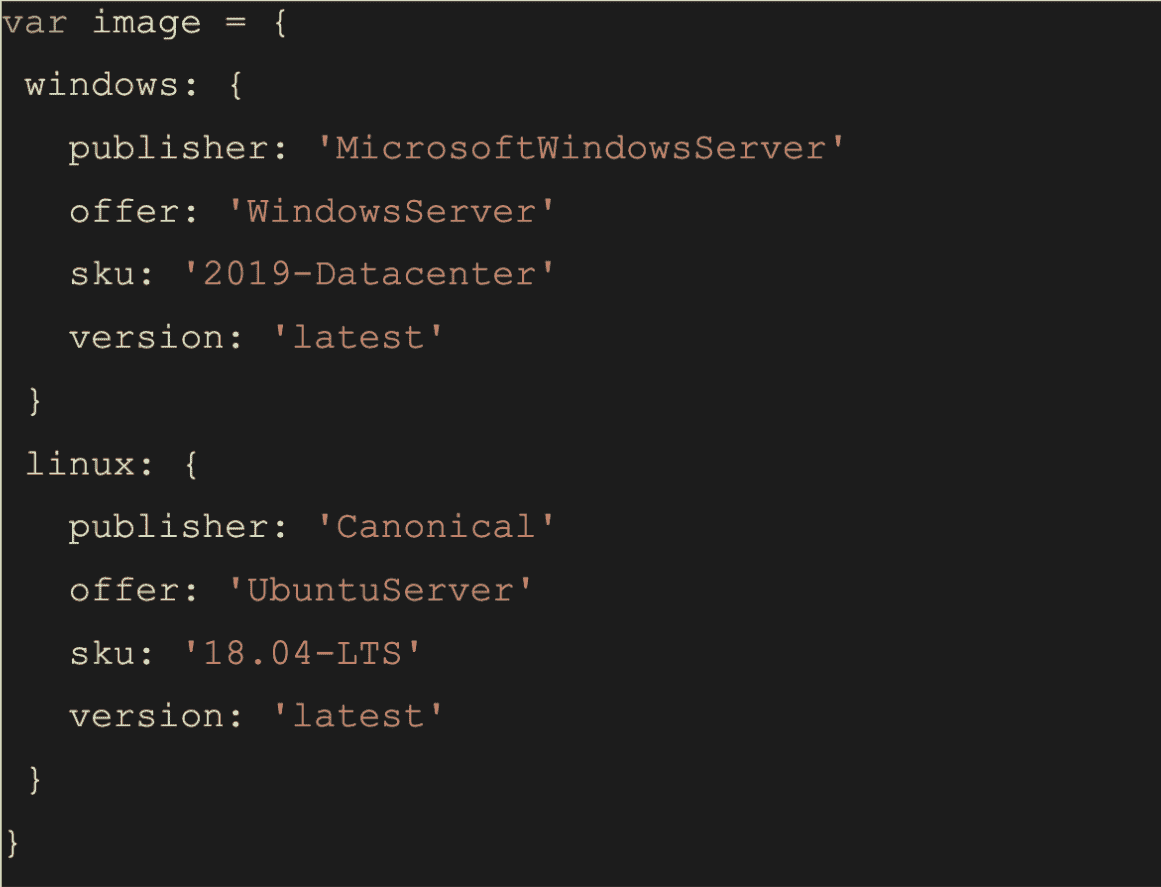 var image = {
 windows: {
   publisher: 'MicrosoftWindowsServer'
   offer: 'WindowsServer'
   sku: '2019-Datacenter'
   version: 'latest'
 }
 linux: {
   publisher: 'Canonical'
   offer: 'UbuntuServer'
   sku: '18.04-LTS'
   version: 'latest'
 }
}